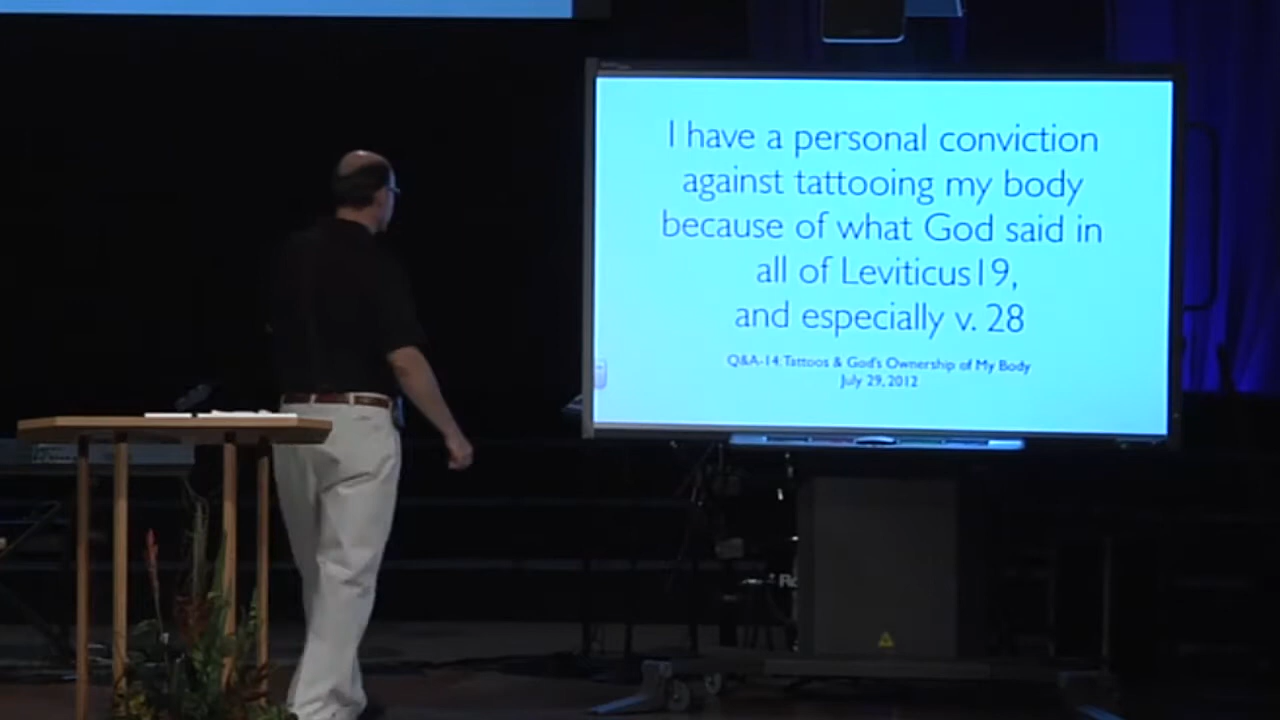 I have a personal conviction
against tattooing my body
because of what God said in
all of Leviticus19,
and especially v. 28
Q&A-14: Tattoos & God's Ownership of My Body
July 29, 2012